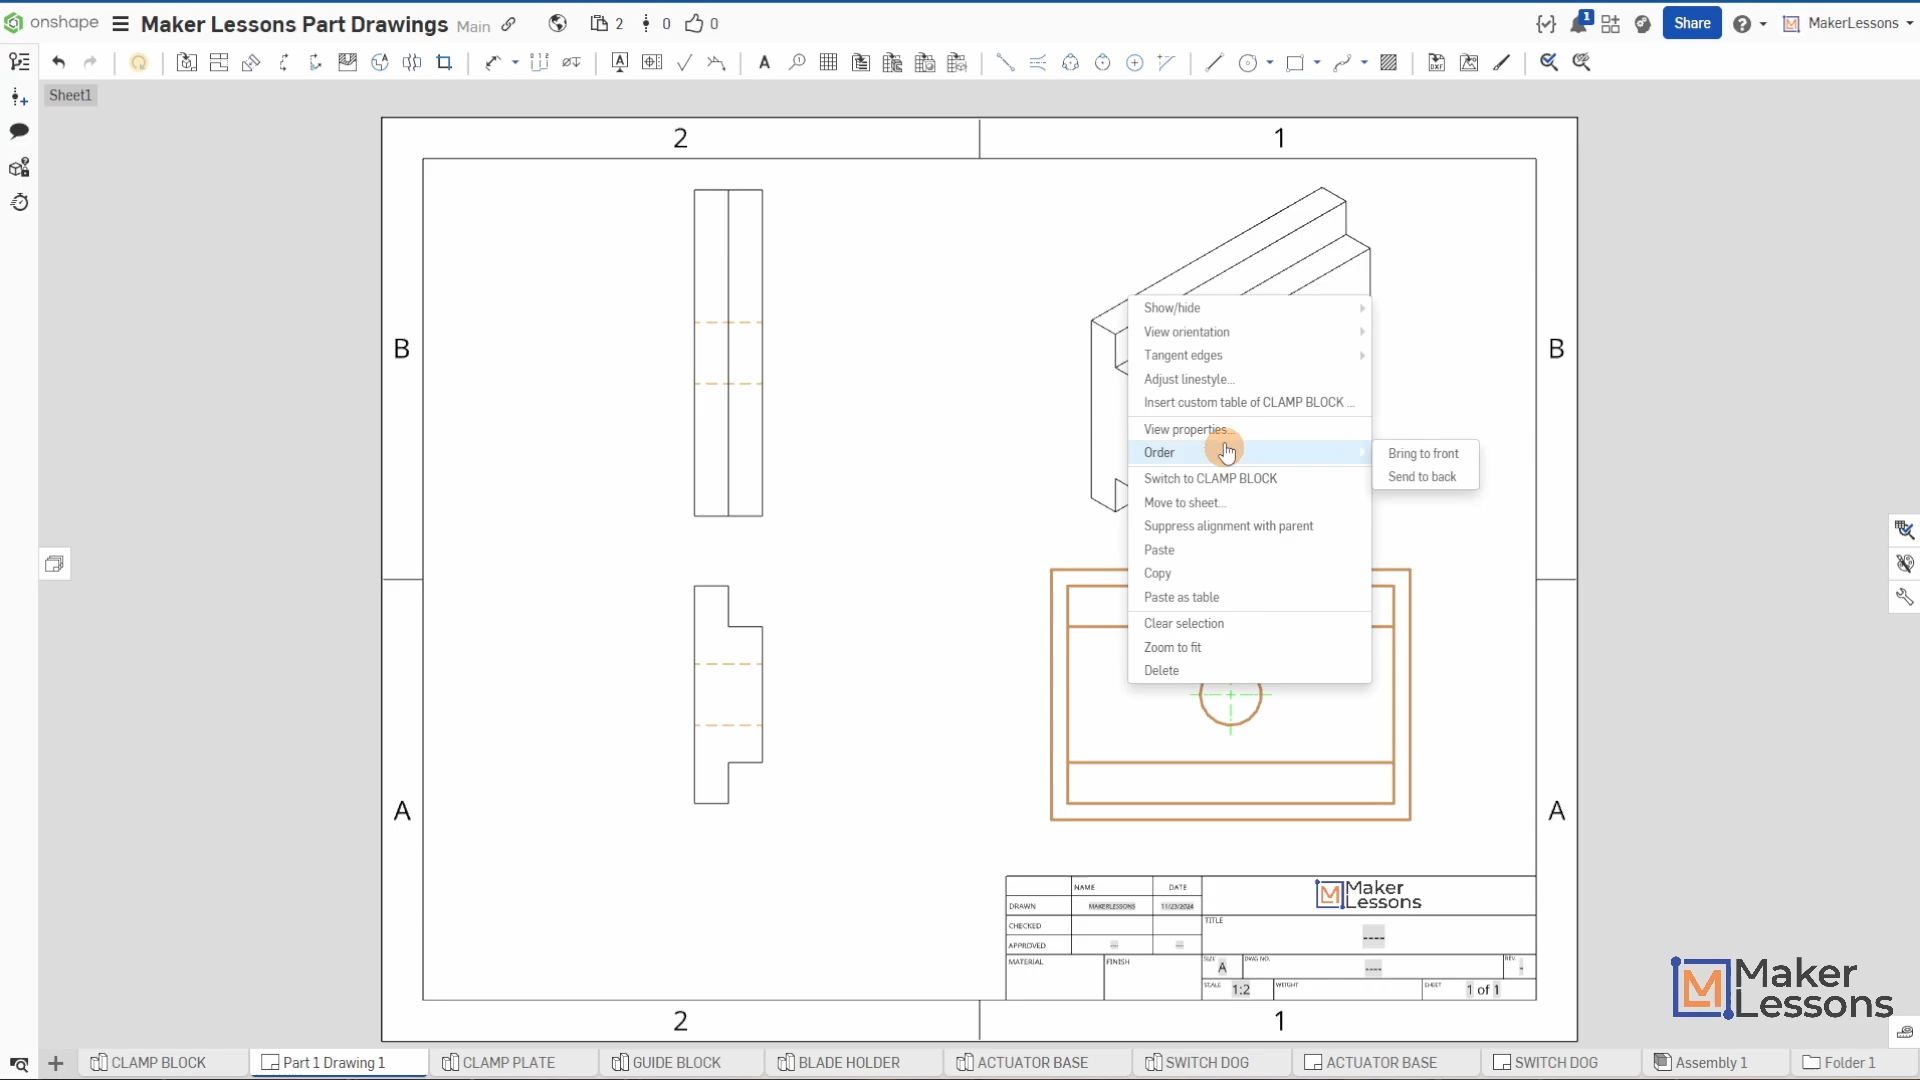 onshape
Maker Lessons Part Drawings
Main
2
0
0
1
Share
MakerLessons
Sheet1
2
1
B
B
A
A
2
1
Show/hide
View orientation
Tangent edges
Adjust linestyle...
Insert custom table of CLAMP BLOCK ...
View properties...
Order
Bring to front
Send to back
Switch to CLAMP BLOCK
Move to sheet...
Suppress alignment with parent
Paste
Copy
Paste as table
Clear selection
Zoom to fit
Delete
NAME
DATE
Maker
Lessons
DRAWN
MAKERLESSONS
11/23/2024
CHECKED
TITLE
----
APPROVED
MATERIAL
FINISH
SIZE
A
DWG NO.
----
REV.
-
SCALE
1:2
WEIGHT
SHEET
1 of 1
Maker
Lessons
CLAMP BLOCK
Part 1 Drawing 1
CLAMP PLATE
GUIDE BLOCK
BLADE HOLDER
ACTUATOR BASE
SWITCH DOG
ACTUATOR BASE
SWITCH DOG
Assembly 1
Folder 1